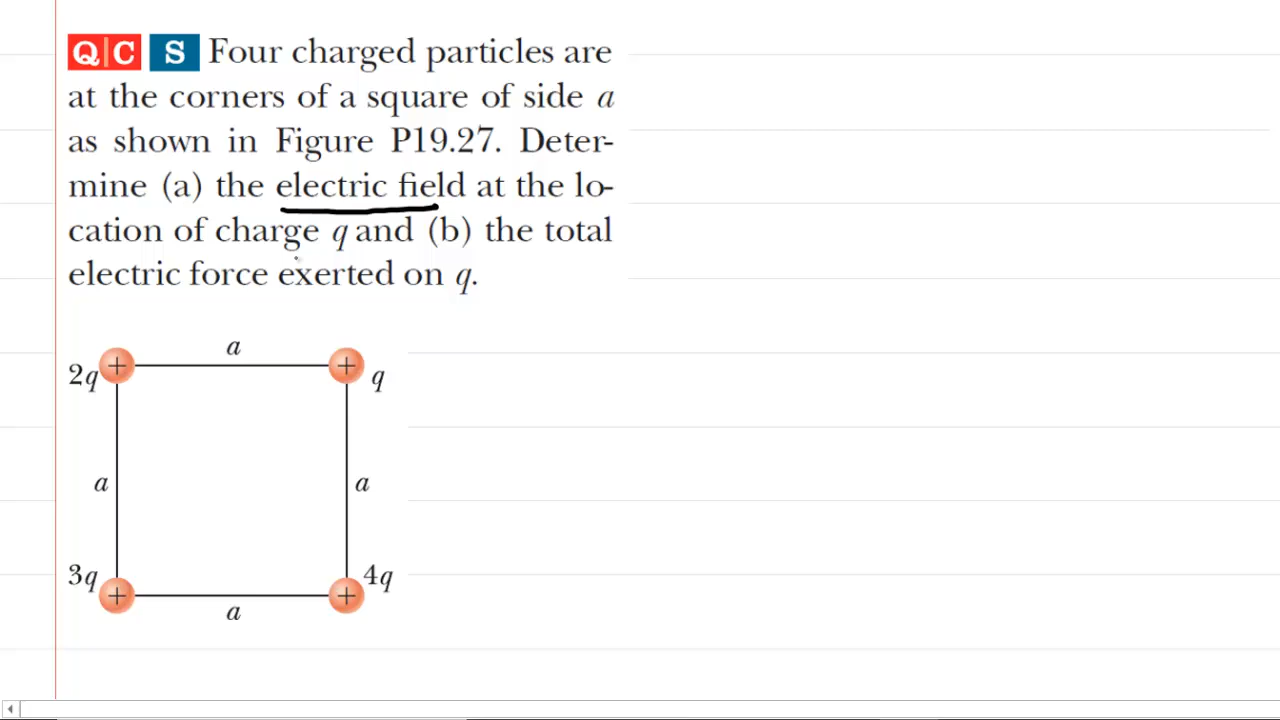 Q|C S Four charged particles are
at the corners of a square of side a
as shown in Figure P19.27. Deter-
mine (a) the electric field at the lo-
cation of charge q and (b) the total
electric force exerted on q.
a
2q + + q
a a
3q + + 4q
a